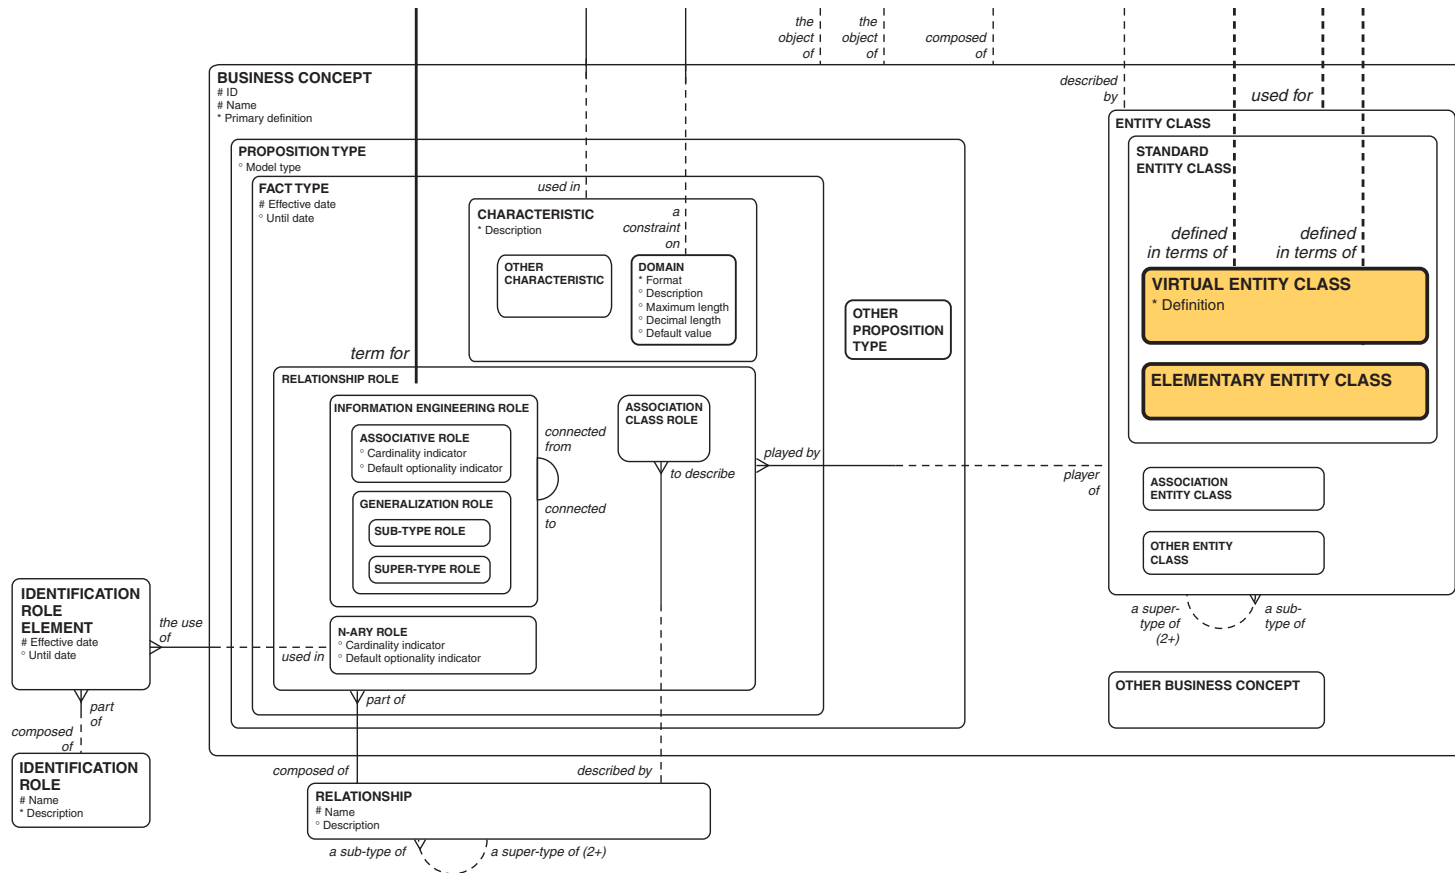 the
object
of
the
object
of
composed
of
described
by
used for
BUSINESS CONCEPT
# ID
# Name
* Primary definition
PROPOSITION TYPE
° Model type
FACT TYPE
# Effective date
° Until date
used in
a
constraint
on
CHARACTERISTIC
* Description
OTHER
CHARACTERISTIC
DOMAIN
* Format
° Description
° Maximum length
° Decimal length
° Default value
OTHER
PROPOSITION
TYPE
term for
RELATIONSHIP ROLE
INFORMATION ENGINEERING ROLE
ASSOCIATIVE ROLE
° Cardinality indicator
° Default optionality indicator
GENERALIZATION ROLE
SUB-TYPE ROLE
SUPER-TYPE ROLE
connected
from
connected
to
ASSOCIATION
CLASS ROLE
to describe
played by
player
of
N-ARY ROLE
° Cardinality indicator
° Default optionality indicator
used in
the use
of
part of
ENTITY CLASS
STANDARD
ENTITY CLASS
defined
in terms of
defined
in terms of
VIRTUAL ENTITY CLASS
* Definition
ELEMENTARY ENTITY CLASS
ASSOCIATION
ENTITY CLASS
OTHER ENTITY
CLASS
a super-
type of
(2+)
a sub-
type of
OTHER BUSINESS CONCEPT
IDENTIFICATION
ROLE
ELEMENT
# Effective date
° Until date
part
of
composed
of
IDENTIFICATION
ROLE
# Name
* Description
composed of
described by
RELATIONSHIP
# Name
° Description
a sub-type of
a super-type of (2+)